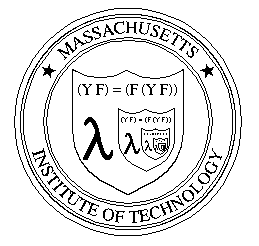 MASSACHUSETTS
(Y F) = (F (Y F))
λ
(Y F) = (F (Y F))
λ
λ
INSTITUTE OF TECHNOLOGY